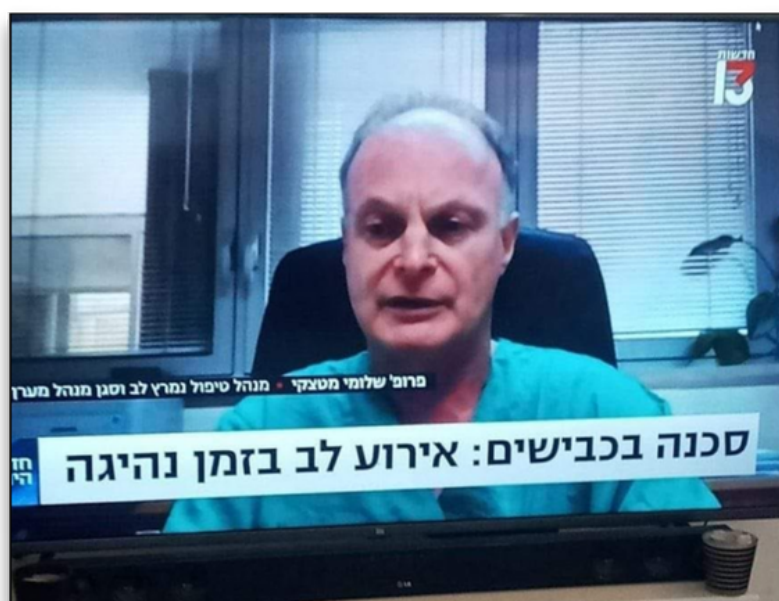 חדשות
13
פרופ' שלומי מטצקי • מנהל טיפול נמרץ לב וסגן מנהל מערך
סכנה בכבישים: אירוע לב בזמן נהיגה